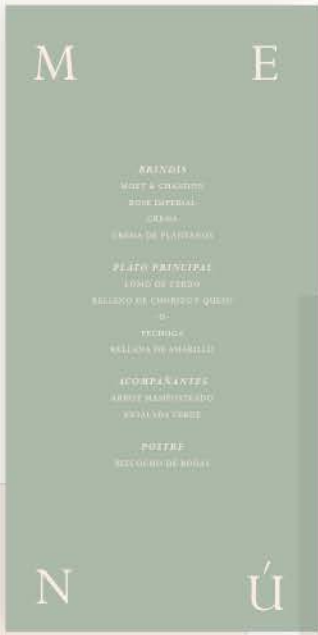 M E
BRINDIS
MOET & CHANDON
ROSE IMPERIAL
CREMA
CREMA DE PLÁTANOS
PLATO PRINCIPAL
LOMO DE CERDO
RELLENO DE CHORIZO Y QUESO
-O-
PECHUGA
RELLENA DE AMARILLO
ACOMPAÑANTES
ARROZ MAMPOSTEADO
ENSALADA VERDE
POSTRE
BIZCOCHO DE BODAS
N Ú